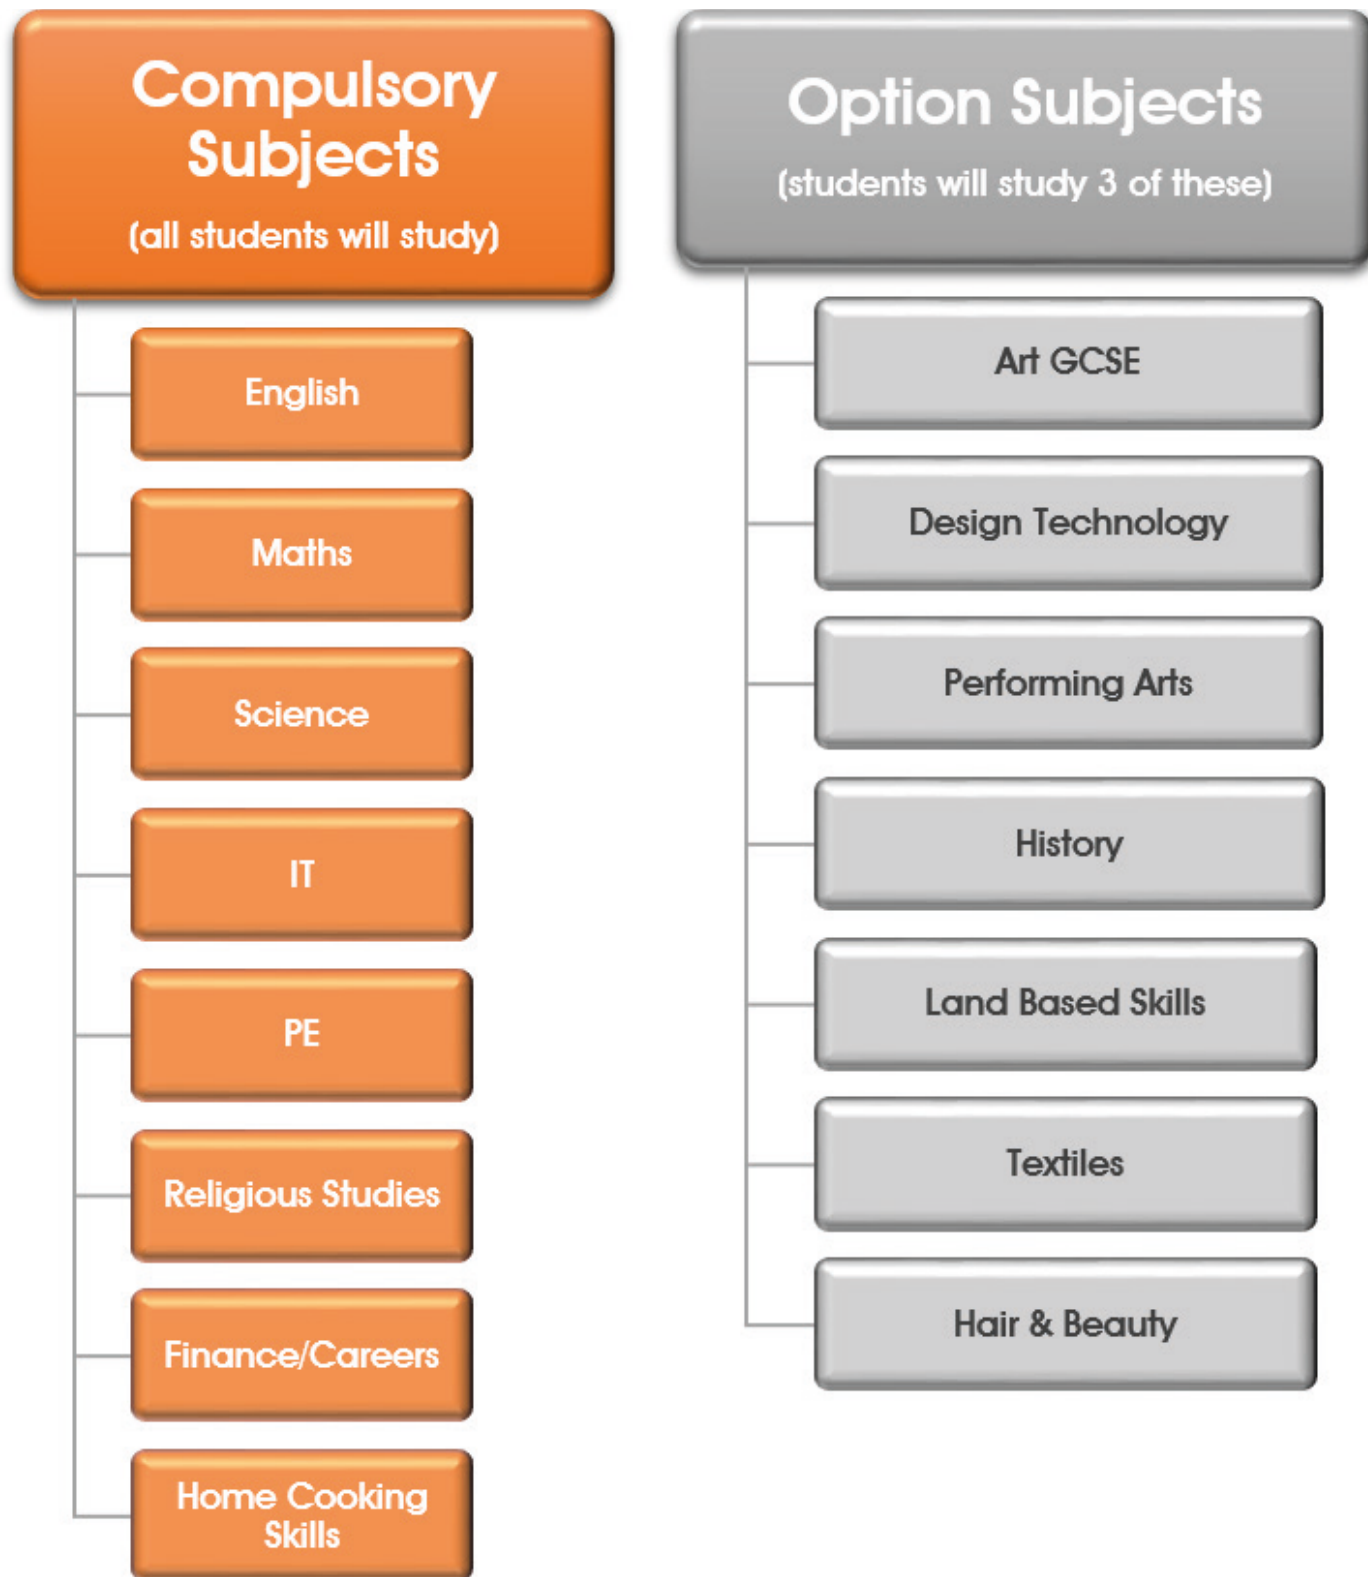 Compulsory
Subjects
(all students will study)
English
Maths
Science
IT
PE
Religious Studies
Finance/Careers
Home Cooking
Skills
Option Subjects
(students will study 3 of these)
Art GCSE
Design Technology
Performing Arts
History
Land Based Skills
Textiles
Hair & Beauty